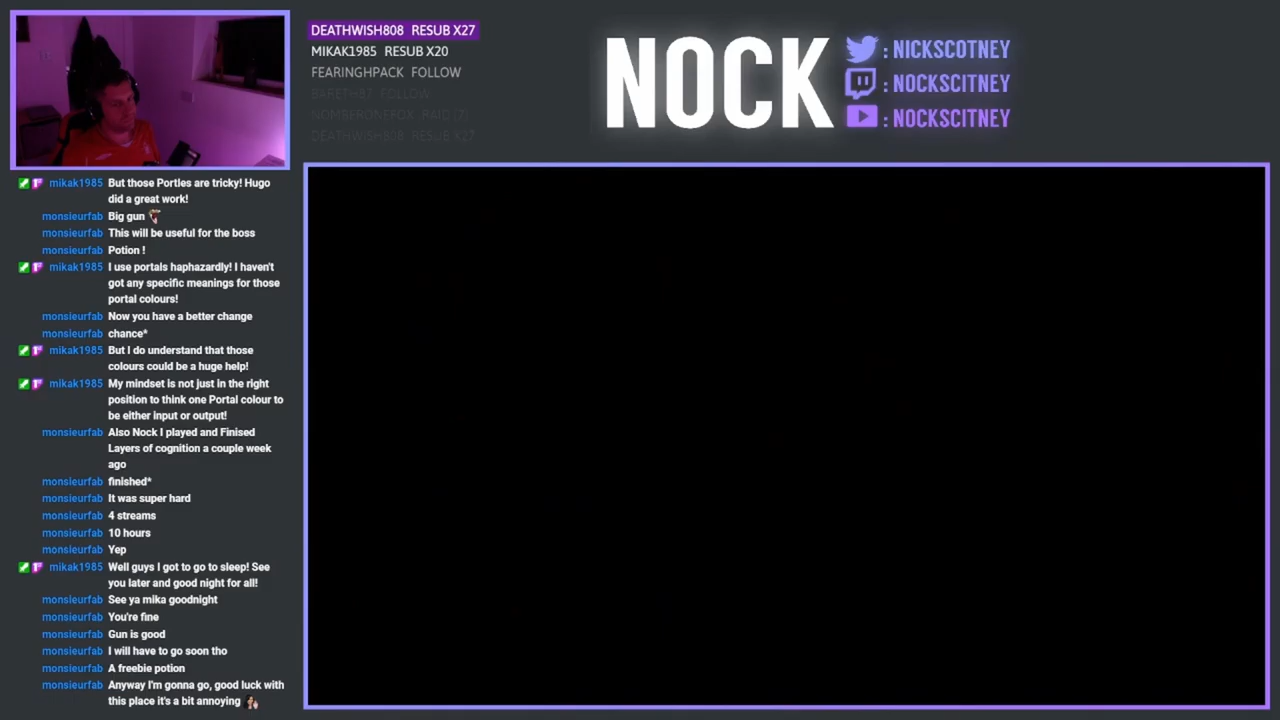 DEATHWISH808 RESUB X27
MIKAK1985 RESUB X20
FEARINGHPACK FOLLOW
BARETH87 FOLLOW
NOMBERONEFOX RAID (7)
DEATHWISH808 RESUB X27
NOCK
: NICKSCOTNEY
: NOCKSCITNEY
: NOCKSCITNEY
mikak1985 But those Portles are tricky! Hugo
did a great work!
monsieurfab Big gun
monsieurfab This will be useful for the boss
monsieurfab Potion !
mikak1985 I use portals haphazardly! I haven't
got any specific meanings for those
portal colours!
monsieurfab Now you have a better change
monsieurfab chance*
mikak1985 But I do understand that those
colours could be a huge help!
mikak1985 My mindset is not just in the right
position to think one Portal colour to
be either input or output!
monsieurfab Also Nock I played and Finised
Layers of cognition a couple week
ago
monsieurfab finished*
monsieurfab It was super hard
monsieurfab 4 streams
monsieurfab 10 hours
monsieurfab Yep
mikak1985 Well guys I got to go to sleep! See
you later and good night for all!
monsieurfab See ya mika goodnight
monsieurfab You're fine
monsieurfab Gun is good
monsieurfab I will have to go soon tho
monsieurfab A freebie potion
monsieurfab Anyway I'm gonna go, good luck with
this place it's a bit annoying